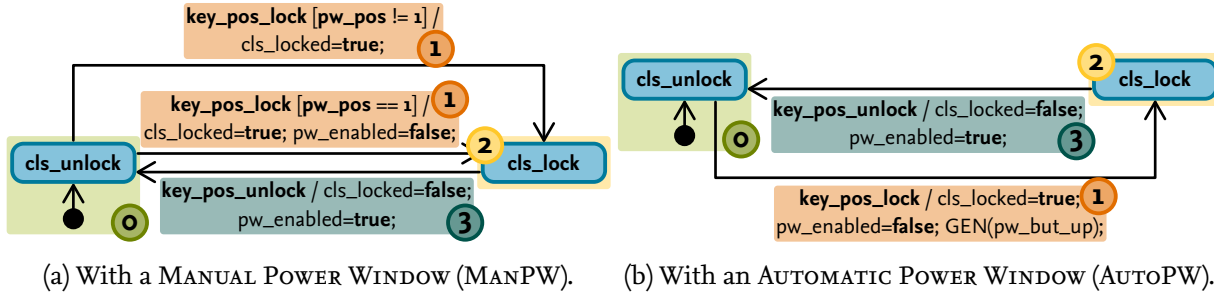 key_pos_lock [pw_pos != 1] /
cls_locked=true;
1
key_pos_lock [pw_pos == 1] /
1
cls_locked=true; pw_enabled=false;
2
cls_unlock
cls_lock
key_pos_unlock / cls_locked=false;
pw_enabled=true;
0
3
(a) With a Manual Power Window (ManPW).
2
cls_unlock
cls_lock
key_pos_unlock / cls_locked=false;
pw_enabled=true;
0
3
key_pos_lock / cls_locked=true;
1
pw_enabled=false; GEN(pw_but_up);
(b) With an Automatic Power Window (AutoPW).